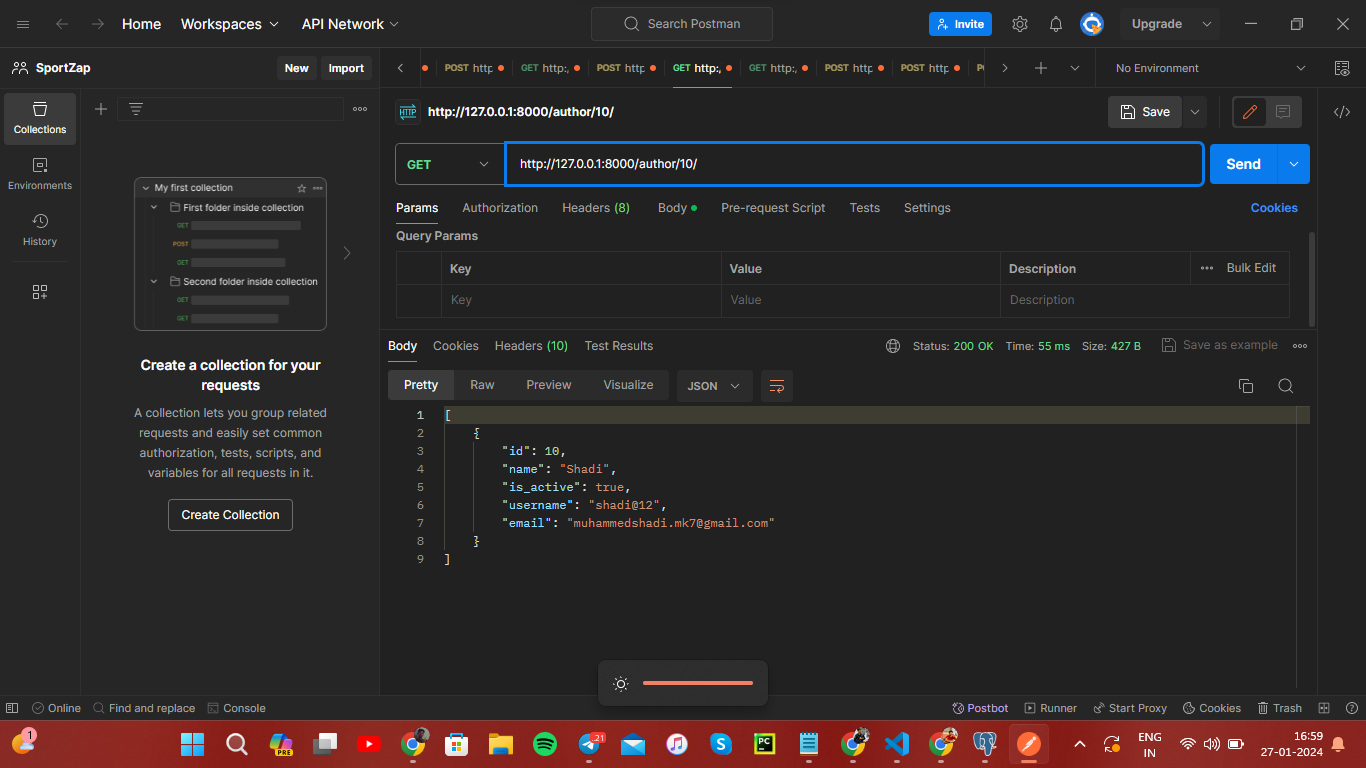 Home Workspaces API Network Search Postman Invite Upgrade
SportZap New Import POST http GET http:, POST http GET http:, GET http:, POST http POST http No Environment
Collections
Environments
History
My first collection
First folder inside collection
GET
POST
GET
Second folder inside collection
GET
GET
Create a collection for your
requests
A collection lets you group related
requests and easily set common
authorization, tests, scripts, and
variables for all requests in it.
Create Collection
HTTP http://127.0.0.1:8000/author/10/ Save
GET http://127.0.0.1:8000/author/10/ Send
Params Authorization Headers (8) Body Pre-request Script Tests Settings Cookies
Query Params
Key Value Description Bulk Edit
Key Value Description
Body Cookies Headers (10) Test Results Status: 200 OK Time: 55 ms Size: 427 B Save as example
Pretty Raw Preview Visualize JSON
1 [
2 {
3 "id": 10,
4 "name": "Shadi",
5 "is_active": true,
6 "username": "shadi@12",
7 "email": "muhammedshadi.mk7@gmail.com"
8 }
9 ]
Online Find and replace Console Postbot Runner Start Proxy Cookies Trash
1 PRE 21 PC ENG 16:59
IN 27-01-2024